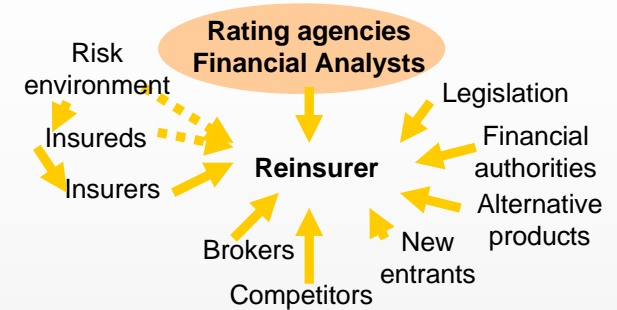 Rating agencies
Financial Analysts
Risk
environment
Legislation
Insureds
Financial
authorities
Reinsurer
Insurers
Alternative
products
Brokers
New
entrants
Competitors